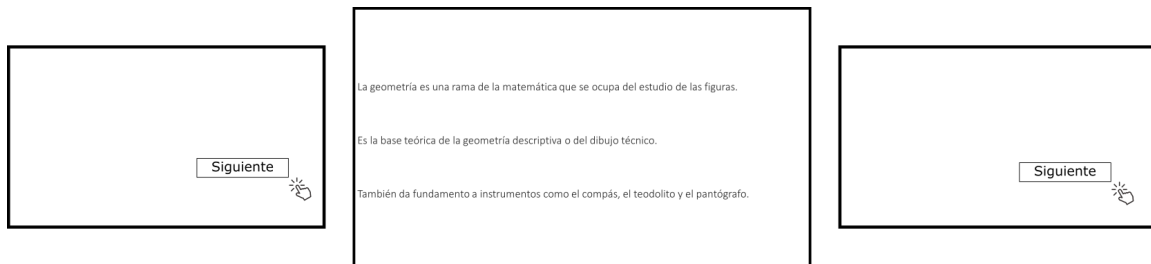 Siguiente
La geometría es una rama de la matemática que se ocupa del estudio de las figuras.
Es la base teórica de la geometría descriptiva o del dibujo técnico.
También da fundamento a instrumentos como el compás, el teodolito y el pantógrafo.
Siguiente